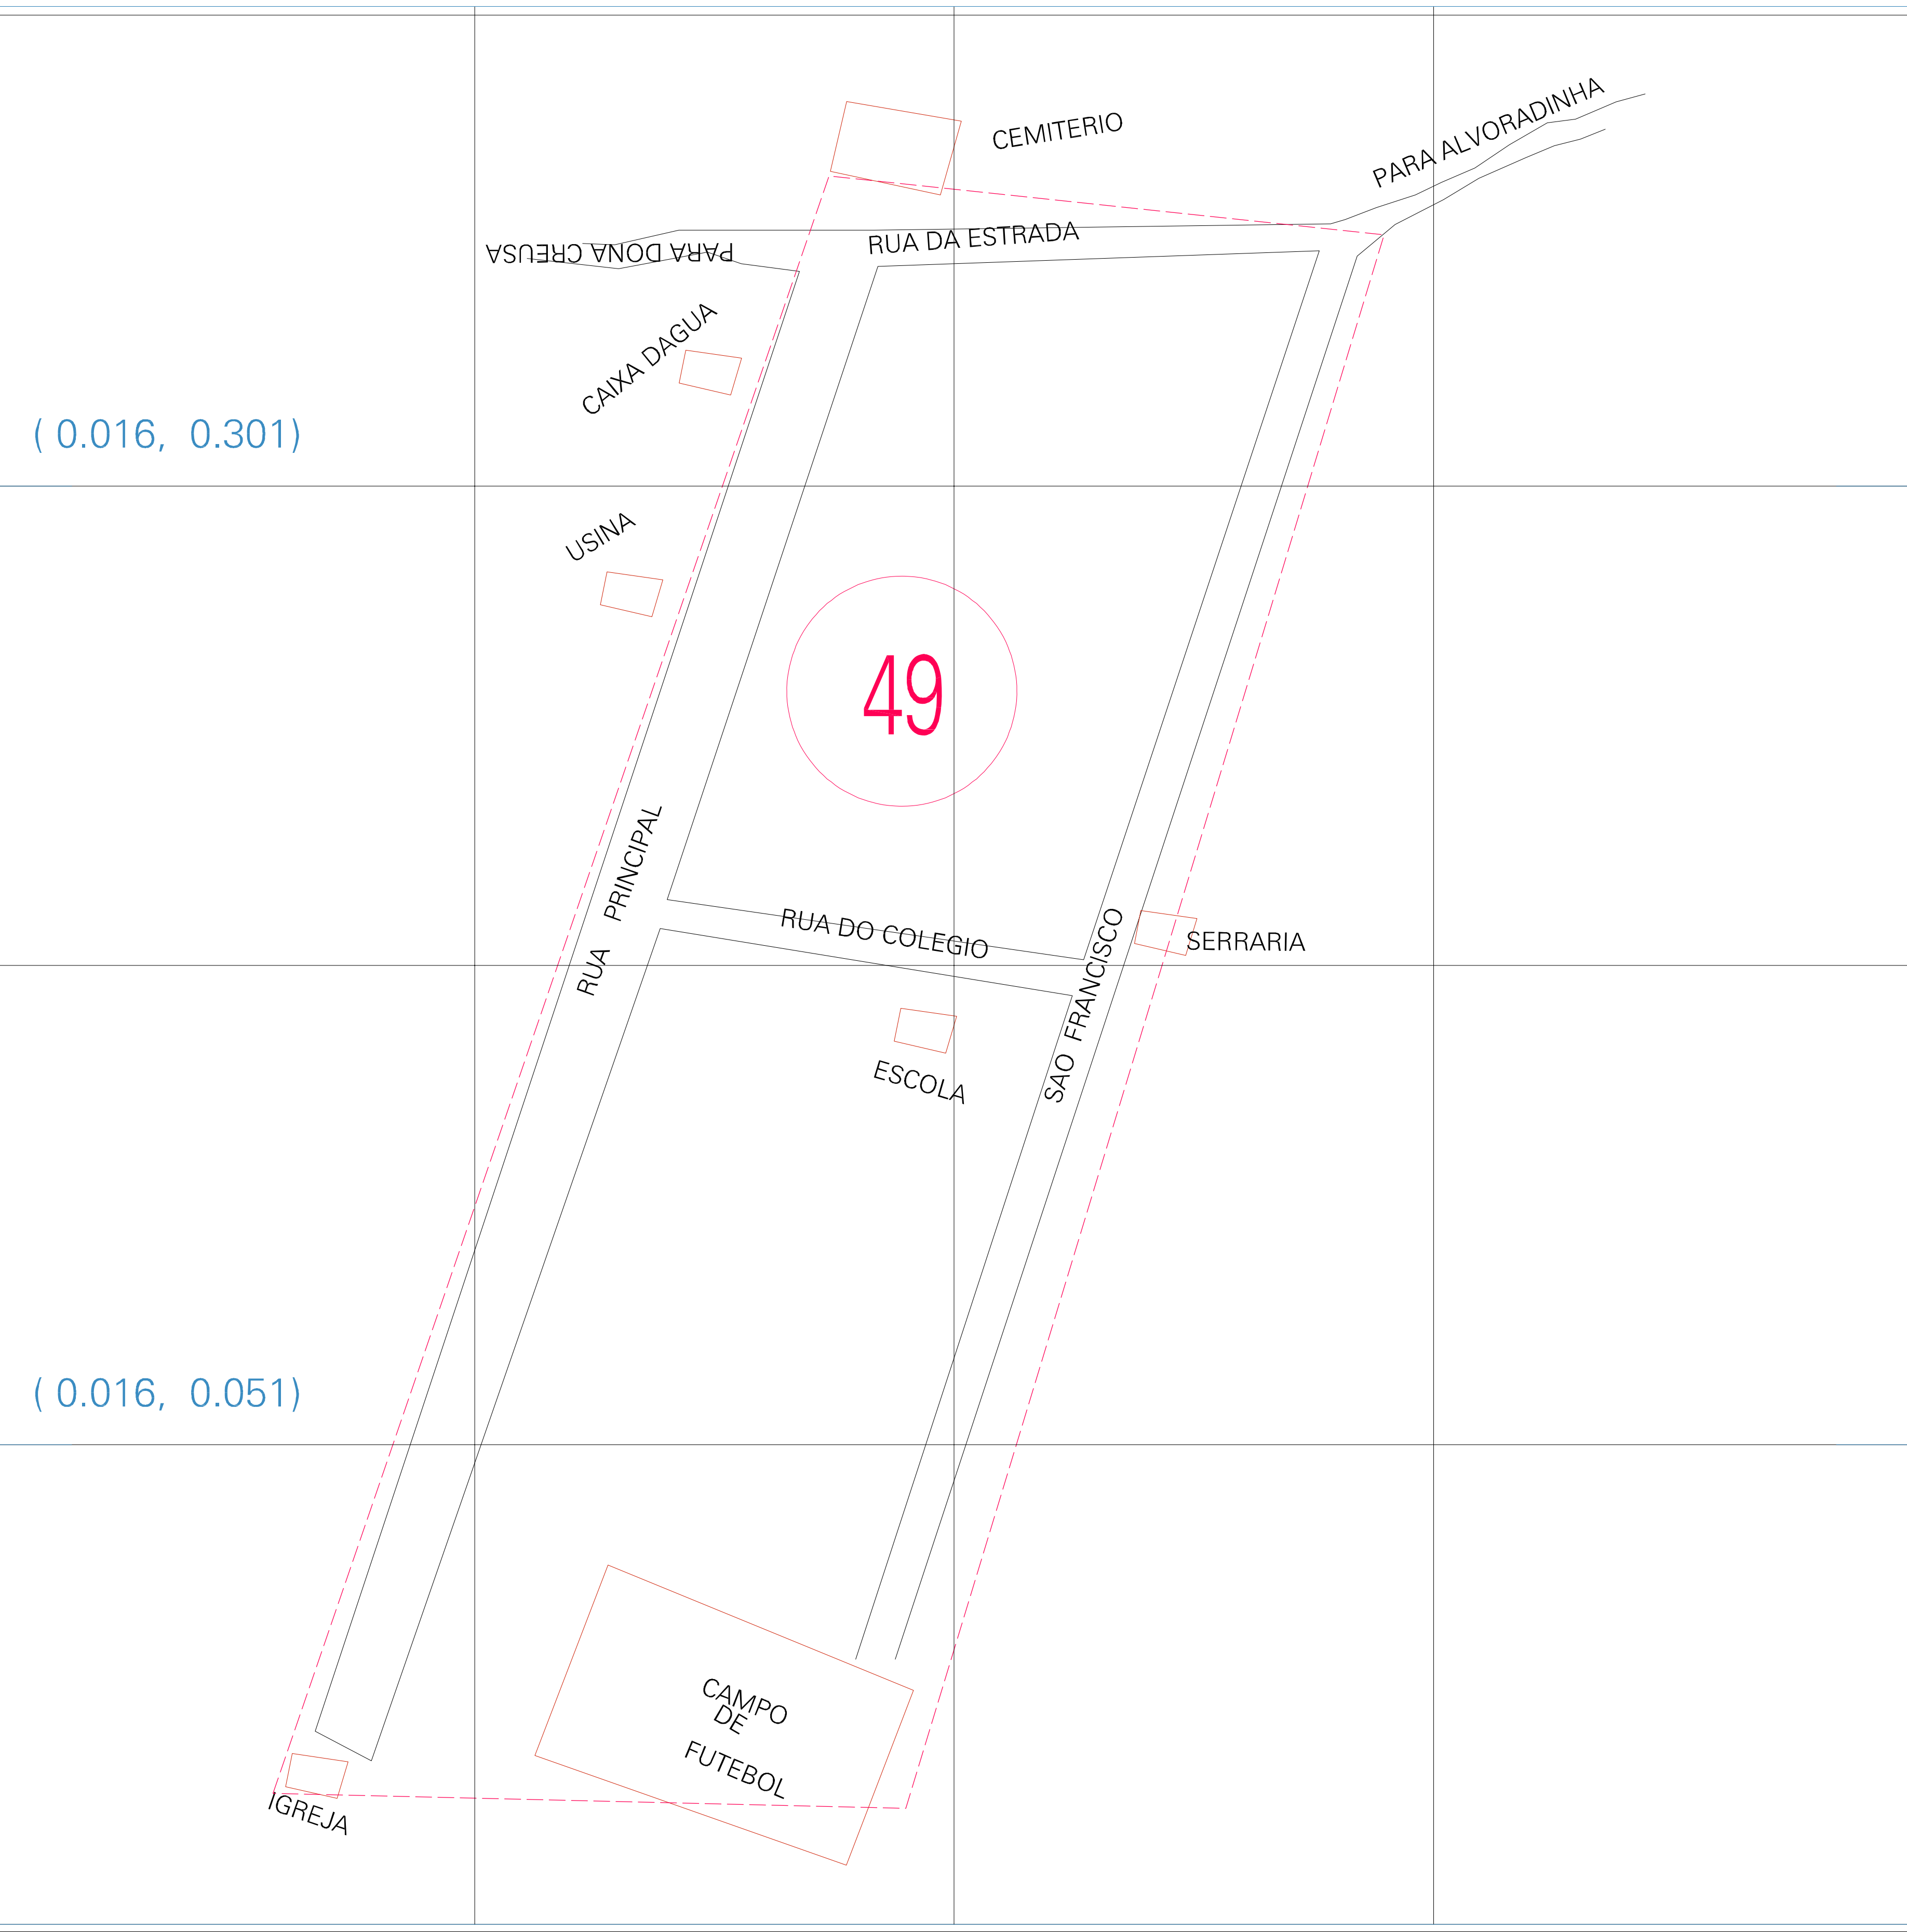 CEMITERIO
PARA ALVORADINHA
RUA DA ESTRADA
PARA DONA CREUSA
CAIXA DAGUA
( 0.016, 0.301)
USINA
49
RUA PRINCIPAL
RUA DO COLEGIO
SAO FRANCISCO
SERRARIA
ESCOLA
( 0.016, 0.051)
CAMPO
DE
FUTEBOL
IGREJA